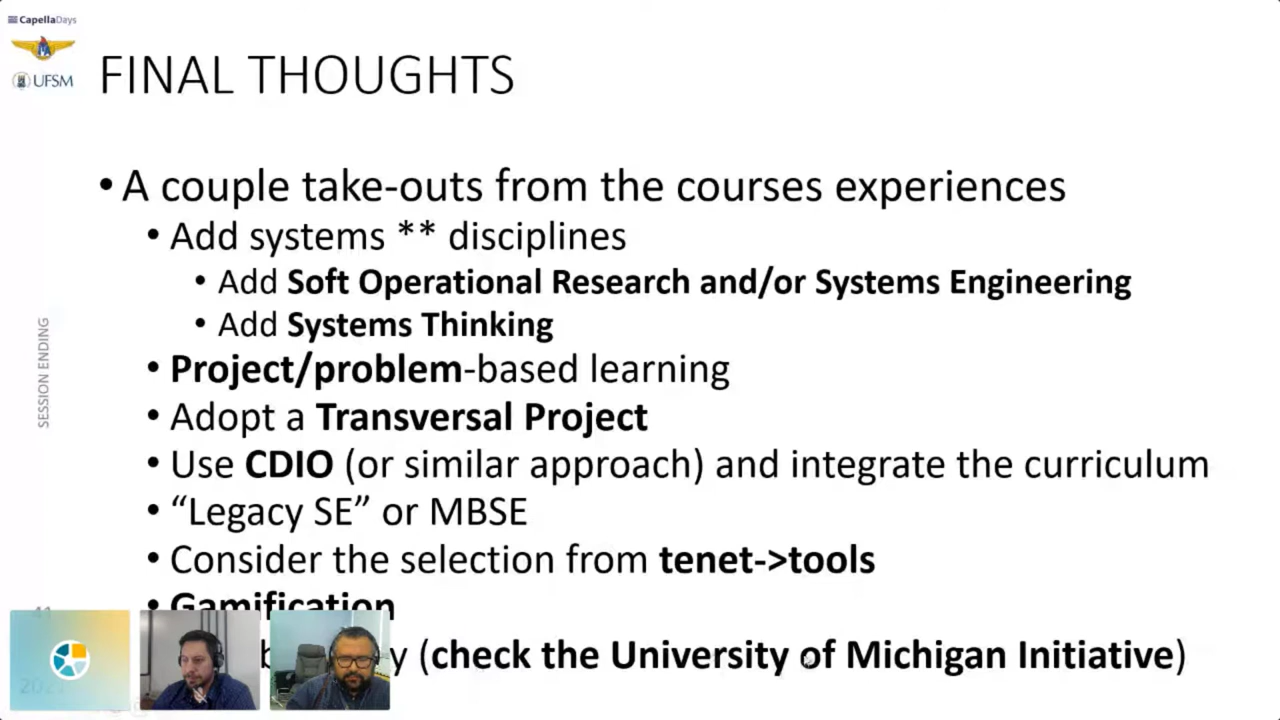 CapellaDays
UFSM
FINAL THOUGHTS
• A couple take-outs from the courses experiences
• Add systems ** disciplines
• Add Soft Operational Research and/or Systems Engineering
• Add Systems Thinking
• Project/problem-based learning
• Adopt a Transversal Project
• Use CDIO (or similar approach) and integrate the curriculum
• “Legacy SE” or MBSE
• Consider the selection from tenet->tools
• Gamification
(check the University of Michigan Initiative)
SESSION ENDING
41